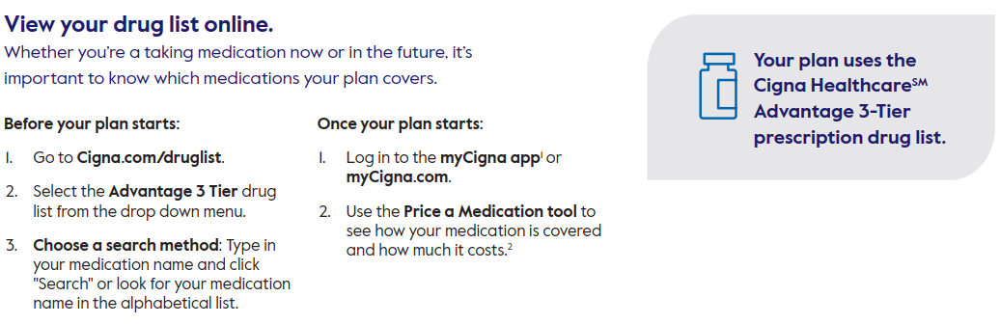 View your drug list online.
Whether you're a taking medication now or in the future, it's
important to know which medications your plan covers.
Before your plan starts:
1. Go to Cigna.com/druglist.
2. Select the Advantage 3 Tier drug
list from the drop down menu.
3. Choose a search method: Type in
your medication name and click
"Search" or look for your medication
name in the alphabetical list.
Once your plan starts:
1. Log in to the myCigna app¹ or
myCigna.com.
2. Use the Price a Medication tool to
see how your medication is covered
and how much it costs.²
Your plan uses the
Cigna Healthcare℠
Advantage 3-Tier
prescription drug list.